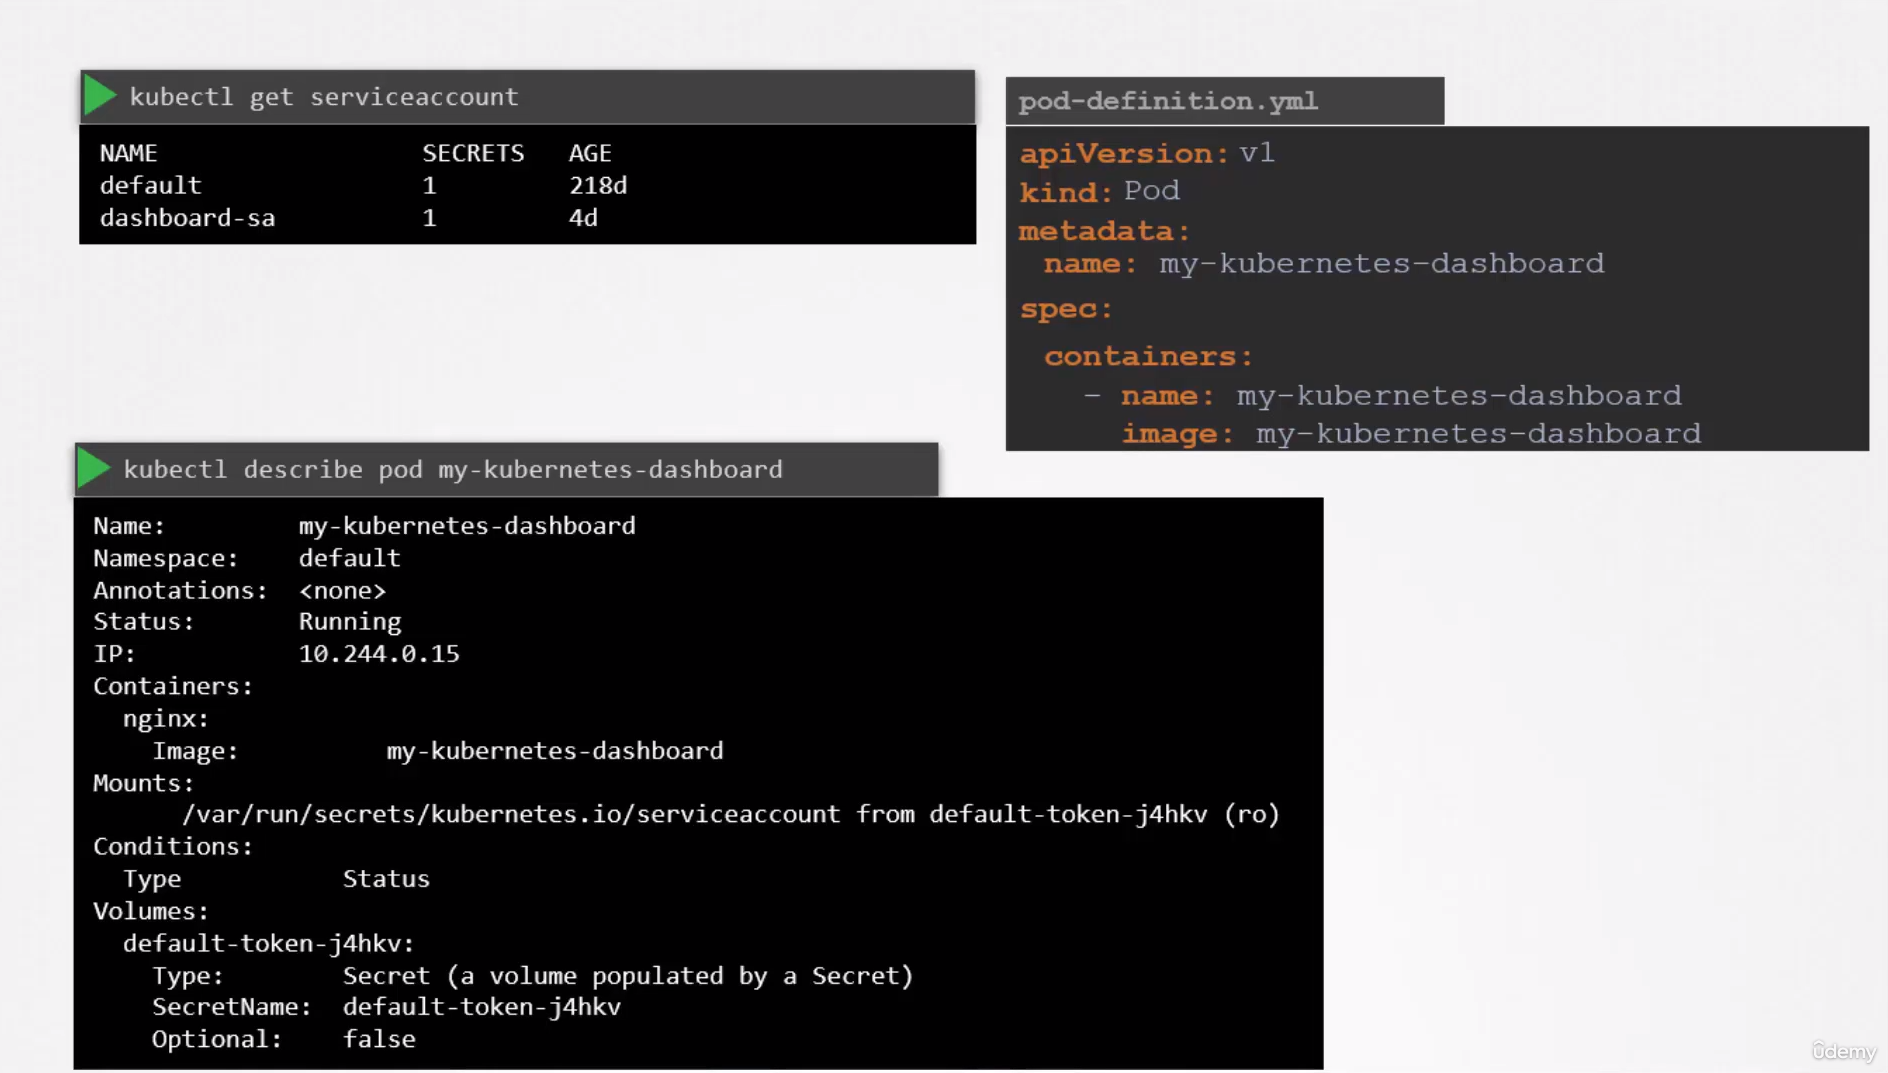 kubectl get serviceaccount
NAME SECRETS AGE
default 1 218d
dashboard-sa 1 4d
pod-definition.yml
apiVersion: v1
kind: Pod
metadata:
name: my-kubernetes-dashboard
spec:
containers:
- name: my-kubernetes-dashboard
image: my-kubernetes-dashboard
kubectl describe pod my-kubernetes-dashboard
Name: my-kubernetes-dashboard
Namespace: default
Annotations: <none>
Status: Running
IP: 10.244.0.15
Containers:
nginx:
Image: my-kubernetes-dashboard
Mounts:
/var/run/secrets/kubernetes.io/serviceaccount from default-token-j4hkv (ro)
Conditions:
Type Status
Volumes:
default-token-j4hkv:
Type: Secret (a volume populated by a Secret)
SecretName: default-token-j4hkv
Optional: false
ûdemy